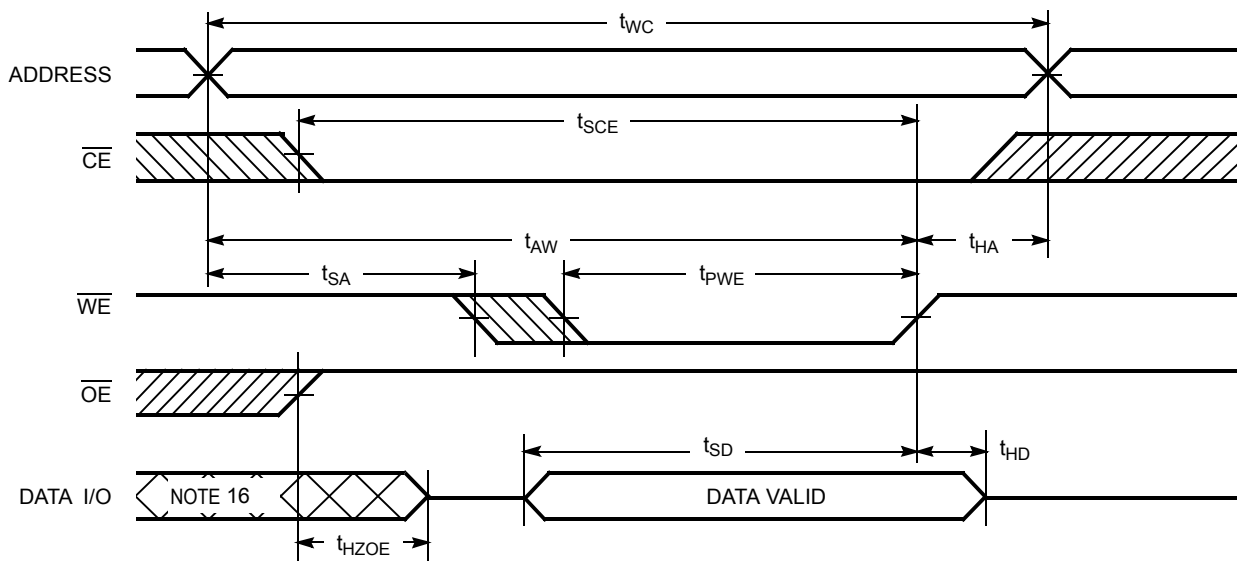 tWC
ADDRESS
tSCE
CE
tAW
tHA
tSA
tPWE
WE
OE
tSD
tHD
DATA I/O
NOTE 16
DATA VALID
tHZOE